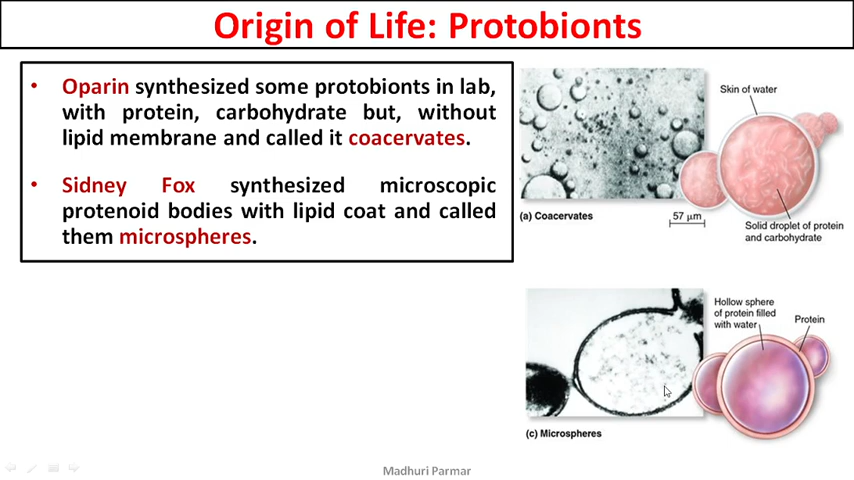 Origin of Life: Protobionts
• Oparin synthesized some protobionts in lab,
with protein, carbohydrate but, without
lipid membrane and called it coacervates.
• Sidney Fox synthesized microscopic
protenoid bodies with lipid coat and called
them microspheres.
Skin of water
(a) Coacervates
57 µm
Solid droplet of protein
and carbohydrate
Hollow sphere
of protein filled
with water
Protein
(c) Microspheres
Madhuri Parmar